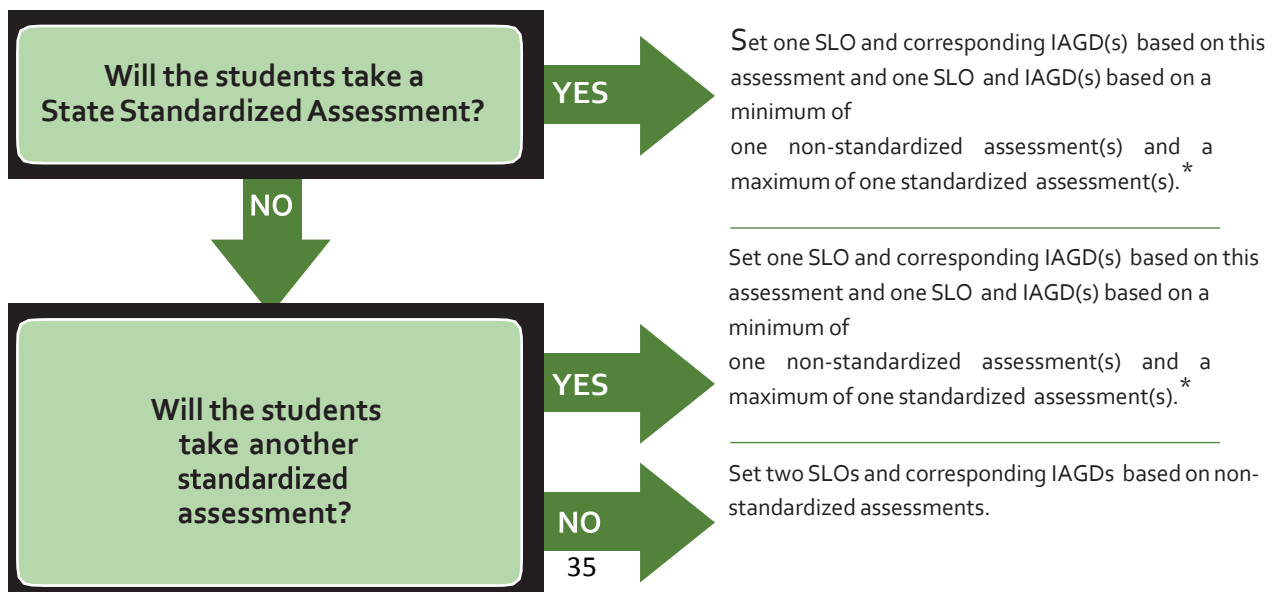 Will the students take a
State Standardized Assessment?
YES
Set one SLO and corresponding IAGD(s) based on this
assessment and one SLO and IAGD(s) based on a
minimum of
one non-standardized assessment(s) and a
maximum of one standardized assessment(s).*
NO
Will the students
take another
standardized
assessment?
YES
Set one SLO and corresponding IAGD(s) based on this
assessment and one SLO and IAGD(s) based on a
minimum of
one non-standardized assessment(s) and a
maximum of one standardized assessment(s).*
NO
Set two SLOs and corresponding IAGDs based on non-
standardized assessments.
35